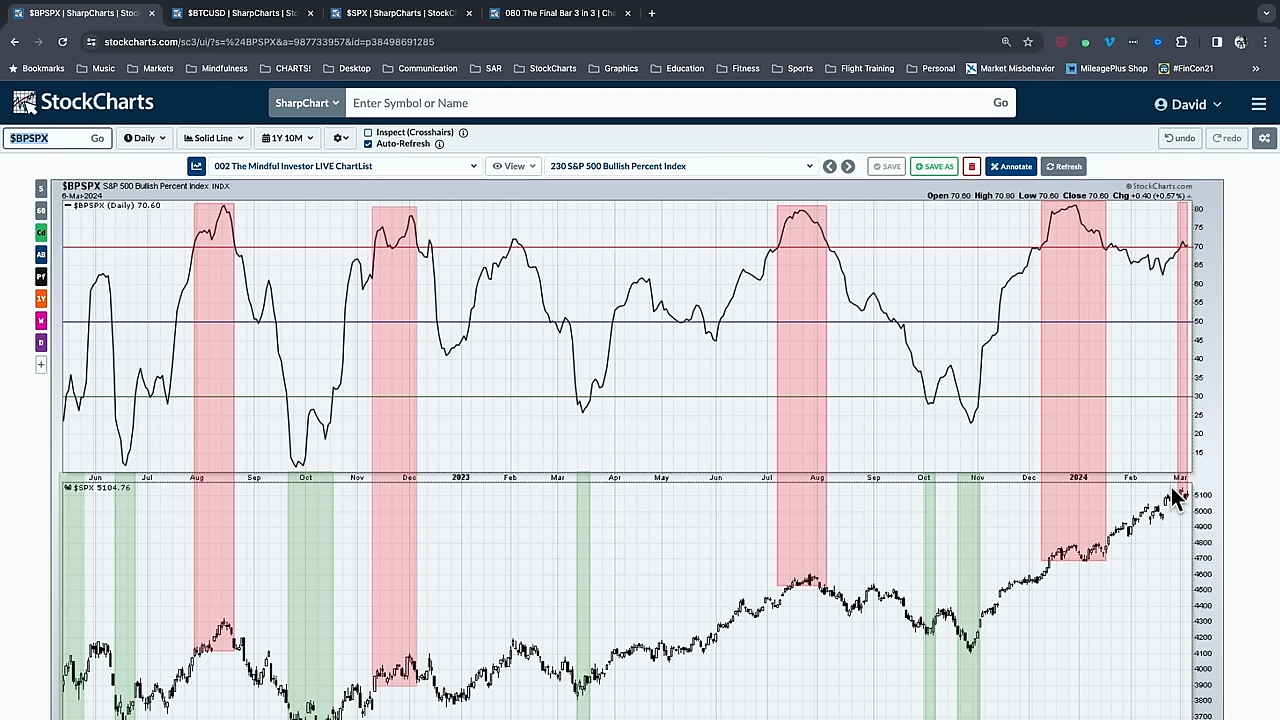 $BPSPX | SharpCharts | Stoc
$BTCUSD | SharpCharts | Sto
$SPX | SharpCharts | StockC
080 The Final Bar 3 in 3 | Ch
stockcharts.com/sc3/ui/?s=%24BPSPX&a=987733957&id=p38498691285
Bookmarks Music Markets Mindfulness CHARTS! Desktop Communication SAR StockCharts Graphics Education Fitness Sports Flight Training Personal Market Misbehavior MileagePlus Shop #FinCon21
StockCharts SharpChart Enter Symbol or Name Go David
$BPSPX Go Daily Solid Line 1Y 10M Inspect (Crosshairs) undo redo
Auto-Refresh
002 The Mindful Investor LIVE ChartList View 230 S&P 500 Bullish Percent Index SAVE SAVE AS Annotate Refresh
$BPSPX S&P 500 Bullish Percent Index INDX © StockCharts.com
6-Mar-2024 Open 70.60 High 70.80 Low 70.60 Close 70.60 Chg +0.40 (+0.57%)
$BPSPX (Daily) 70.60
5
60
Cd
AB
Pf
1Y
W
D
80
75
70
65
60
55
50
45
40
35
30
25
20
15
Jun Jul Aug Sep Oct Nov Dec 2023 Feb Mar Apr May Jun Jul Aug Sep Oct Nov Dec 2024 Feb Mar
$SPX 5104.76
5100
5000
4900
4800
4700
4600
4500
4400
4300
4200
4100
4000
3900
3800
3700